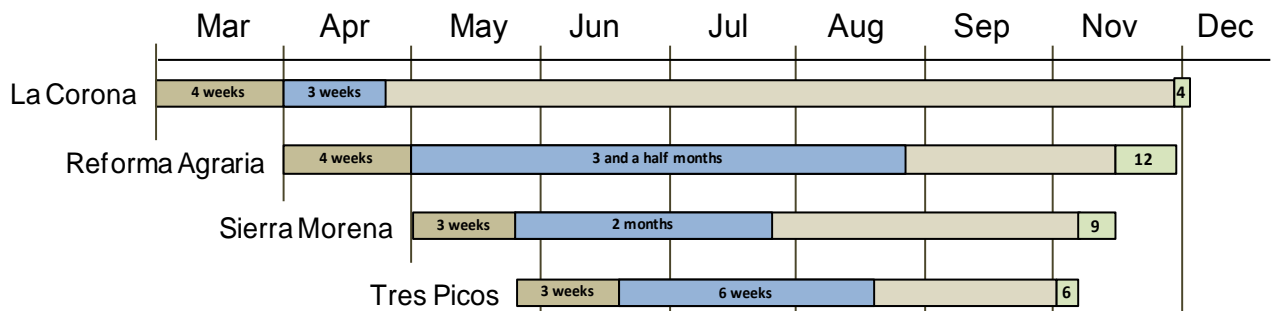 Mar Apr May Jun Jul Aug Sep Nov Dec
La Corona 4 weeks 3 weeks 4
Reforma Agraria 4 weeks 3 and a half months 12
Sierra Morena 3 weeks 2 months 9
Tres Picos 3 weeks 6 weeks 6